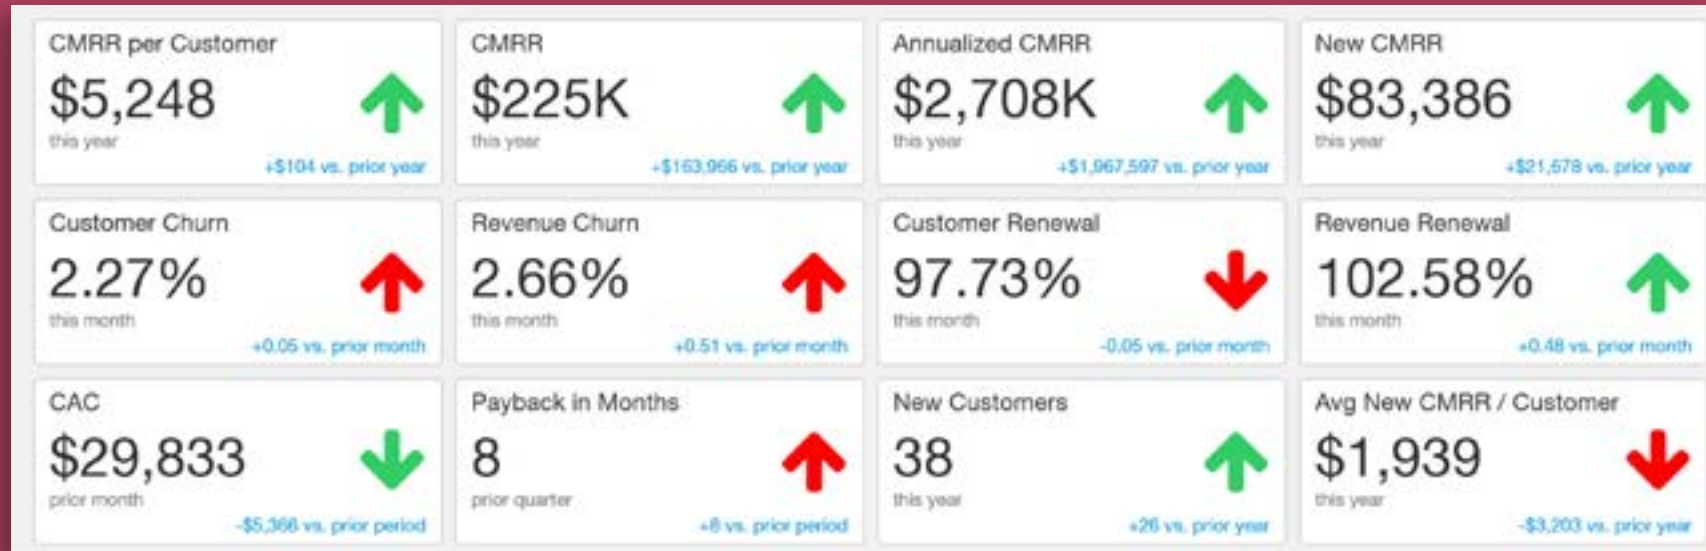 CMRR per Customer
$5,248
this year
+$104 vs. prior year
CMRR
$225K
this year
+$163,966 vs. prior year
Annualized CMRR
$2,708K
this year
+$1,967,597 vs. prior year
New CMRR
$83,386
this year
+$21,678 vs. prior year
Customer Churn
2.27%
this month
+0.05 vs. prior month
Revenue Churn
2.66%
this month
+0.51 vs. prior month
Customer Renewal
97.73%
this month
-0.05 vs. prior month
Revenue Renewal
102.58%
this month
+0.48 vs. prior month
CAC
$29,833
prior month
-$5,366 vs. prior period
Payback in Months
8
prior quarter
+8 vs. prior period
New Customers
38
this year
+26 vs. prior year
Avg New CMRR / Customer
$1,939
this year
-$3,203 vs. prior year